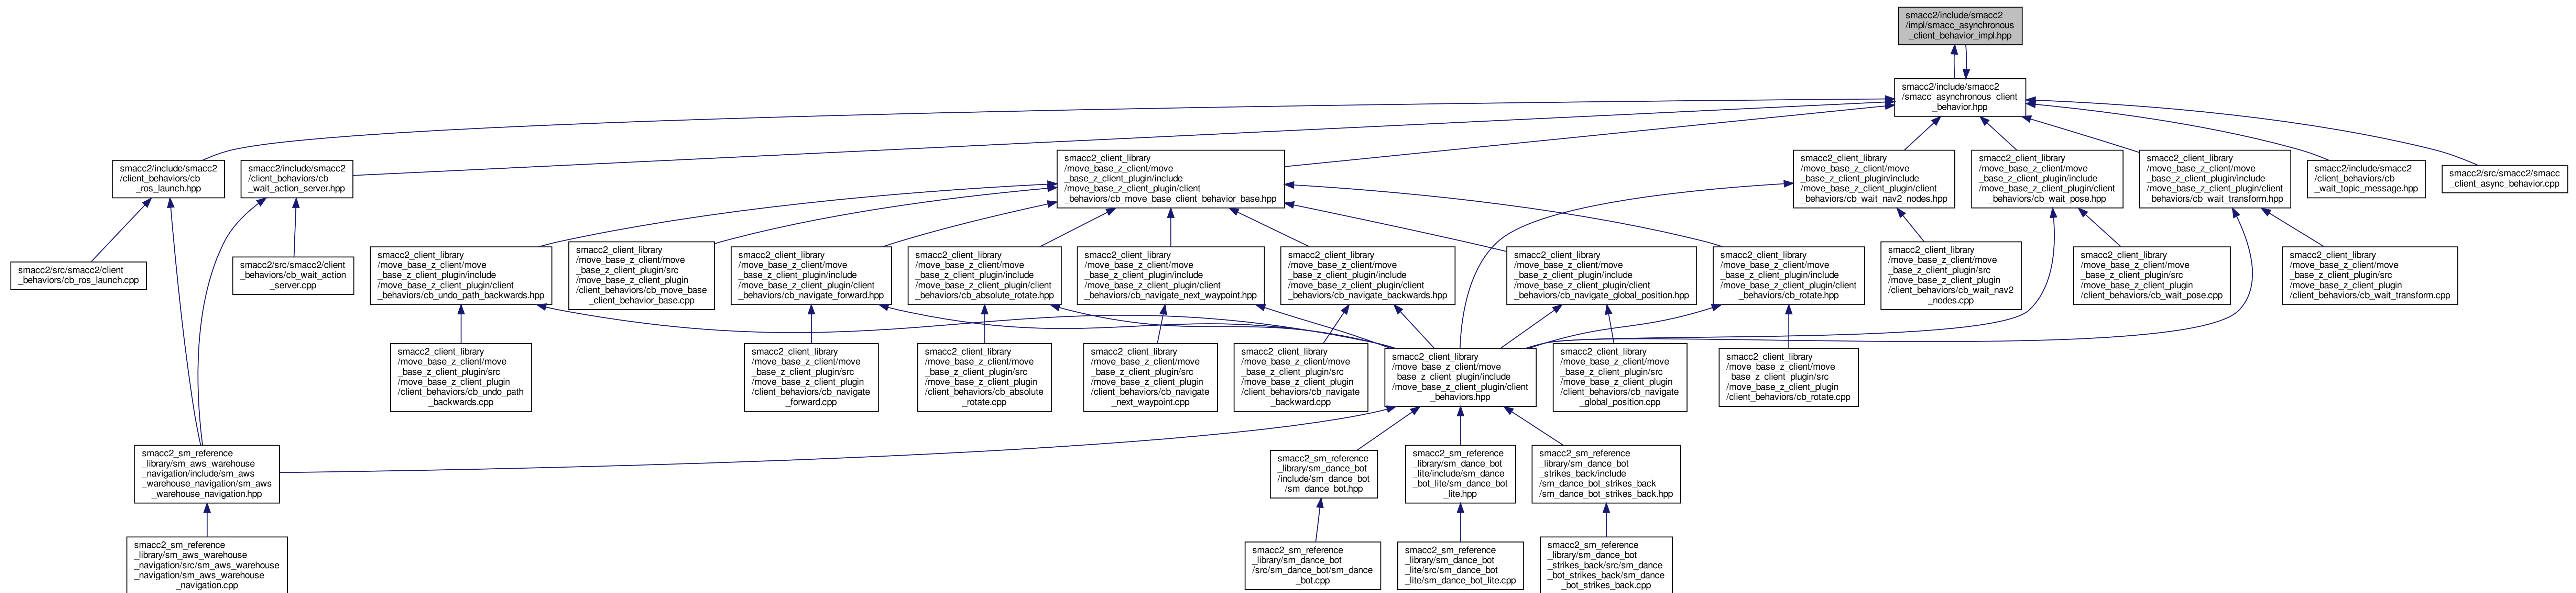 smacc2/include/smacc2
/impl/smacc_asynchronous
_client_behavior_impl.hpp
smacc2/include/smacc2
/smacc_asynchronous_client
_behavior.hpp
smacc2/include/smacc2
/client_behaviors/cb
_ros_launch.hpp
smacc2/include/smacc2
/client_behaviors/cb
_wait_action_server.hpp
smacc2_client_library
/move_base_z_client/move
_base_z_client_plugin/include
/move_base_z_client_plugin/client
_behaviors/cb_move_base_client_behavior_base.hpp
smacc2_client_library
/move_base_z_client/move
_base_z_client_plugin/include
/move_base_z_client_plugin/client
_behaviors/cb_wait_nav2_nodes.hpp
smacc2_client_library
/move_base_z_client/move
_base_z_client_plugin/include
/move_base_z_client_plugin/client
_behaviors/cb_wait_pose.hpp
smacc2_client_library
/move_base_z_client/move
_base_z_client_plugin/include
/move_base_z_client_plugin/client
_behaviors/cb_wait_transform.hpp
smacc2/include/smacc2
/client_behaviors/cb
_wait_topic_message.hpp
smacc2/src/smacc2/smacc
_client_async_behavior.cpp
smacc2/src/smacc2/client
_behaviors/cb_ros_launch.cpp
smacc2/src/smacc2/client
_behaviors/cb_wait_action
_server.cpp
smacc2_client_library
/move_base_z_client/move
_base_z_client_plugin/include
/move_base_z_client_plugin/client
_behaviors/cb_undo_path_backwards.hpp
smacc2_client_library
/move_base_z_client/move
_base_z_client_plugin/src
/move_base_z_client_plugin
/client_behaviors/cb_move_base
_client_behavior_base.cpp
smacc2_client_library
/move_base_z_client/move
_base_z_client_plugin/include
/move_base_z_client_plugin/client
_behaviors/cb_navigate_forward.hpp
smacc2_client_library
/move_base_z_client/move
_base_z_client_plugin/include
/move_base_z_client_plugin/client
_behaviors/cb_absolute_rotate.hpp
smacc2_client_library
/move_base_z_client/move
_base_z_client_plugin/include
/move_base_z_client_plugin/client
_behaviors/cb_navigate_next_waypoint.hpp
smacc2_client_library
/move_base_z_client/move
_base_z_client_plugin/include
/move_base_z_client_plugin/client
_behaviors/cb_navigate_backwards.hpp
smacc2_client_library
/move_base_z_client/move
_base_z_client_plugin/include
/move_base_z_client_plugin/client
_behaviors/cb_navigate_global_position.hpp
smacc2_client_library
/move_base_z_client/move
_base_z_client_plugin/include
/move_base_z_client_plugin/client
_behaviors/cb_rotate.hpp
smacc2_client_library
/move_base_z_client/move
_base_z_client_plugin/src
/move_base_z_client_plugin
/client_behaviors/cb_wait_nav2
_nodes.cpp
smacc2_client_library
/move_base_z_client/move
_base_z_client_plugin/src
/move_base_z_client_plugin
/client_behaviors/cb_wait_pose.cpp
smacc2_client_library
/move_base_z_client/move
_base_z_client_plugin/src
/move_base_z_client_plugin
/client_behaviors/cb_wait_transform.cpp
smacc2_client_library
/move_base_z_client/move
_base_z_client_plugin/src
/move_base_z_client_plugin
/client_behaviors/cb_undo_path
_backwards.cpp
smacc2_client_library
/move_base_z_client/move
_base_z_client_plugin/src
/move_base_z_client_plugin
/client_behaviors/cb_navigate
_forward.cpp
smacc2_client_library
/move_base_z_client/move
_base_z_client_plugin/src
/move_base_z_client_plugin
/client_behaviors/cb_absolute
_rotate.cpp
smacc2_client_library
/move_base_z_client/move
_base_z_client_plugin/src
/move_base_z_client_plugin
/client_behaviors/cb_navigate
_next_waypoint.cpp
smacc2_client_library
/move_base_z_client/move
_base_z_client_plugin/src
/move_base_z_client_plugin
/client_behaviors/cb_navigate
_backward.cpp
smacc2_client_library
/move_base_z_client/move
_base_z_client_plugin/include
/move_base_z_client_plugin/client
_behaviors.hpp
smacc2_client_library
/move_base_z_client/move
_base_z_client_plugin/src
/move_base_z_client_plugin
/client_behaviors/cb_navigate
_global_position.cpp
smacc2_client_library
/move_base_z_client/move
_base_z_client_plugin/src
/move_base_z_client_plugin
/client_behaviors/cb_rotate.cpp
smacc2_sm_reference
_library/sm_aws_warehouse
_navigation/include/sm_aws
_warehouse_navigation/sm_aws
_warehouse_navigation.hpp
smacc2_sm_reference
_library/sm_dance_bot
/include/sm_dance_bot
/sm_dance_bot.hpp
smacc2_sm_reference
_library/sm_dance_bot
_lite/include/sm_dance
_bot_lite/sm_dance_bot
_lite.hpp
smacc2_sm_reference
_library/sm_dance_bot
_strikes_back/include
/sm_dance_bot_strikes_back
/sm_dance_bot_strikes_back.hpp
smacc2_sm_reference
_library/sm_aws_warehouse
_navigation/src/sm_aws_warehouse
_navigation/sm_aws_warehouse
_navigation.cpp
smacc2_sm_reference
_library/sm_dance_bot
/src/sm_dance_bot/sm_dance
_bot.cpp
smacc2_sm_reference
_library/sm_dance_bot
_lite/src/sm_dance_bot
_lite/sm_dance_bot_lite.cpp
smacc2_sm_reference
_library/sm_dance_bot
_strikes_back/src/sm_dance
_bot_strikes_back/sm_dance
_bot_strikes_back.cpp